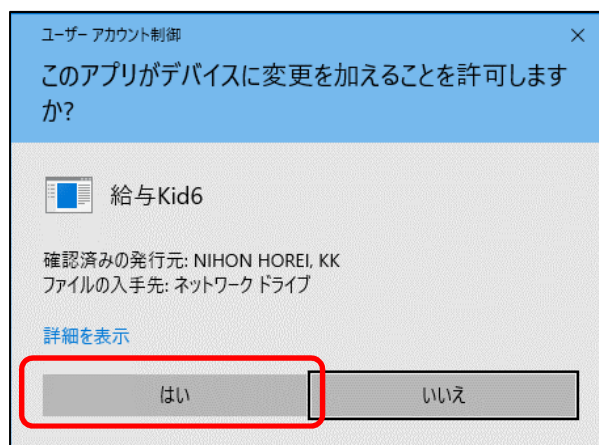 ユーザー アカウント制御
このアプリがデバイスに変更を加えることを許可します
か?
給与Kid6
確認済みの発行元: NIHON HOREI, KK
ファイルの入手先: ネットワーク ドライブ
詳細を表示
はい
いいえ